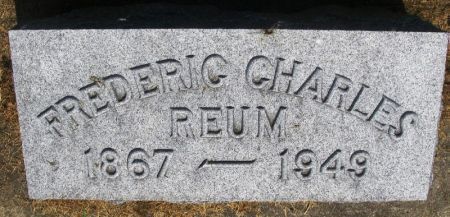 FREDERIC CHARLES
REUM
1867 — 1949